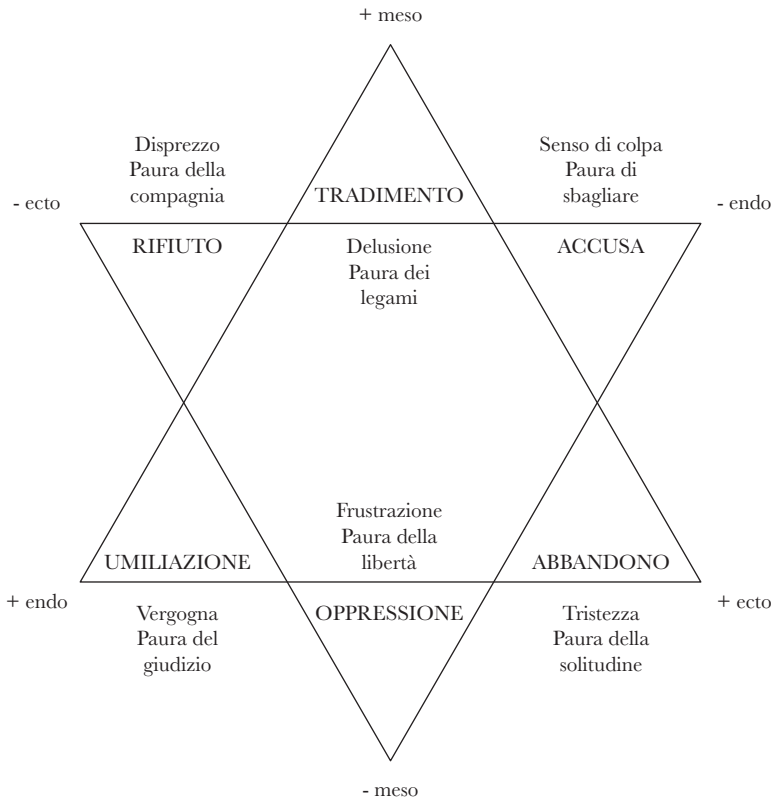 + meso
Disprezzo
Paura della
compagnia
Senso di colpa
Paura di
sbagliare
- ecto
TRADIMENTO
- endo
RIFIUTO
Delusione
Paura dei
legami
ACCUSA
Frustrazione
Paura della
libertà
UMILIAZIONE
ABBANDONO
+ endo
Vergogna
Paura del
giudizio
OPPRESSIONE
Tristezza
Paura della
solitudine
+ ecto
- meso